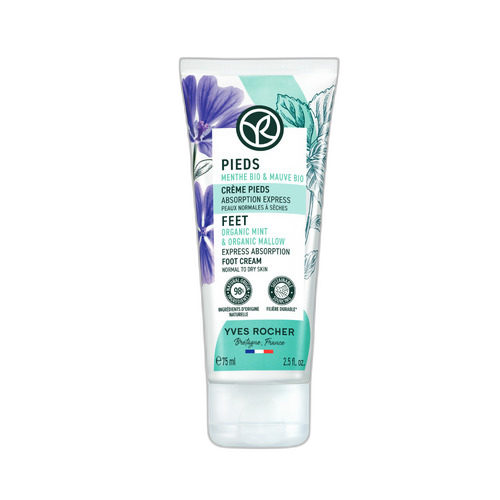 PIEDS
MENTHE BIO & MAUVE BIO
CRÈME PIEDS
ABSORPTION EXPRESS
PEAUX NORMALES À SÈCHES
FEET
ORGANIC MINT
& ORGANIC MALLOW
EXPRESS ABSORPTION
FOOT CREAM
NORMAL TO DRY SKIN
98%
INGRÉDIENTS D'ORIGINE
NATURELLE
FILIÈRE DURABLE*
YVES ROCHER
Bretagne, France
℮75 ml 2.5 fl. oz.